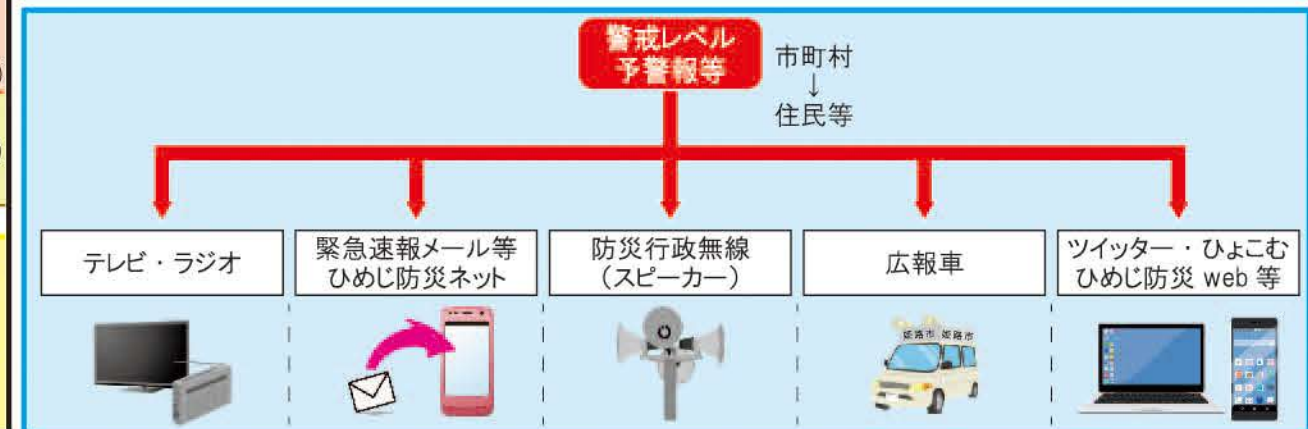 警戒レベル
予警報等
市町村
↓
住民等
テレビ・ラジオ
緊急速報メール等
ひめじ防災ネット
防災行政無線
（スピーカー）
広報車
ツイッター・ひょこむ
ひめじ防災 web 等
姫路市 姫路市